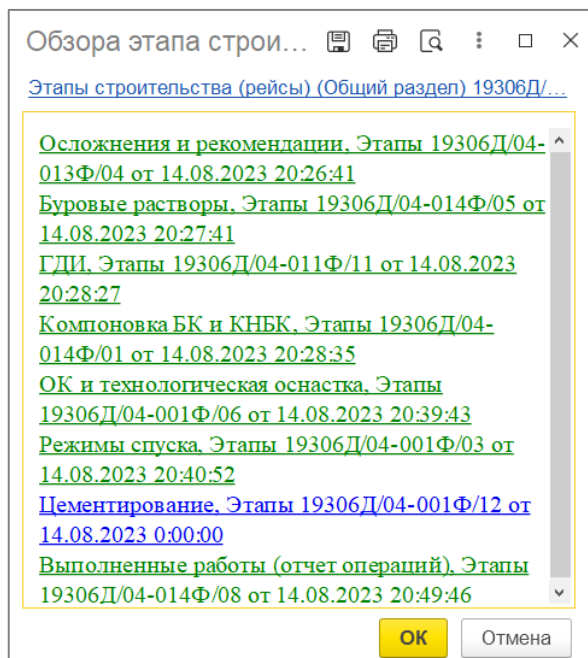 Обзора этапа строи...
Этапы строительства (рейсы) (Общий раздел) 19306Д/...
Осложнения и рекомендации, Этапы 19306Д/04-
013Ф/04 от 14.08.2023 20:26:41
Буровые растворы, Этапы 19306Д/04-014Ф/05 от
14.08.2023 20:27:41
ГДИ, Этапы 19306Д/04-011Ф/11 от 14.08.2023
20:28:27
Компоновка БК и КНБК, Этапы 19306Д/04-
014Ф/01 от 14.08.2023 20:28:35
ОК и технологическая оснастка, Этапы
19306Д/04-001Ф/06 от 14.08.2023 20:39:43
Режимы спуска, Этапы 19306Д/04-001Ф/03 от
14.08.2023 20:40:52
Цементирование, Этапы 19306Д/04-001Ф/12 от
14.08.2023 0:00:00
Выполненные работы (отчет операций), Этапы
19306Д/04-014Ф/08 от 14.08.2023 20:49:46
ОК Отмена